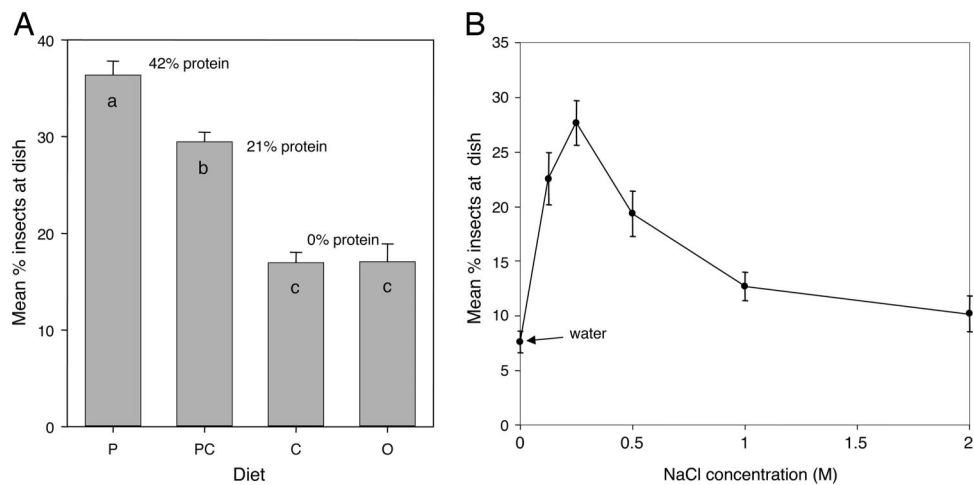 A
Mean % insects at dish
40
30
20
10
0
42% protein
a
21% protein
b
0% protein
c
c
P
PC
C
O
Diet
B
Mean % insects at dish
35
30
25
20
15
10
5
0
water
0
0.5
1
1.5
2
NaCl concentration (M)